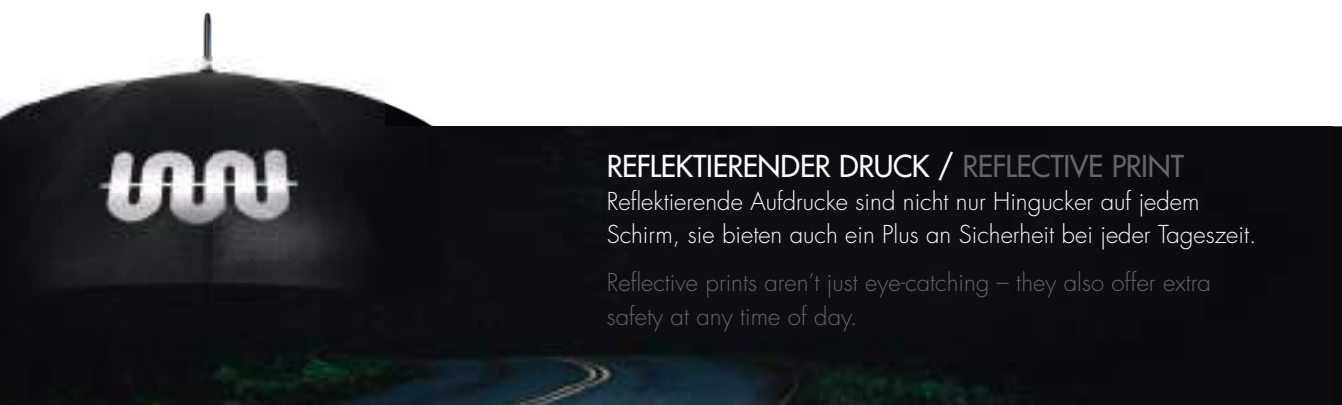 REFLEKTIERENDER DRUCK / REFLECTIVE PRINT
Reflektierende Aufdrucke sind nicht nur Hingucker auf jedem
Schirm, sie bieten auch ein Plus an Sicherheit bei jeder Tageszeit.
Reflective prints aren’t just eye-catching – they also offer extra
safety at any time of day.